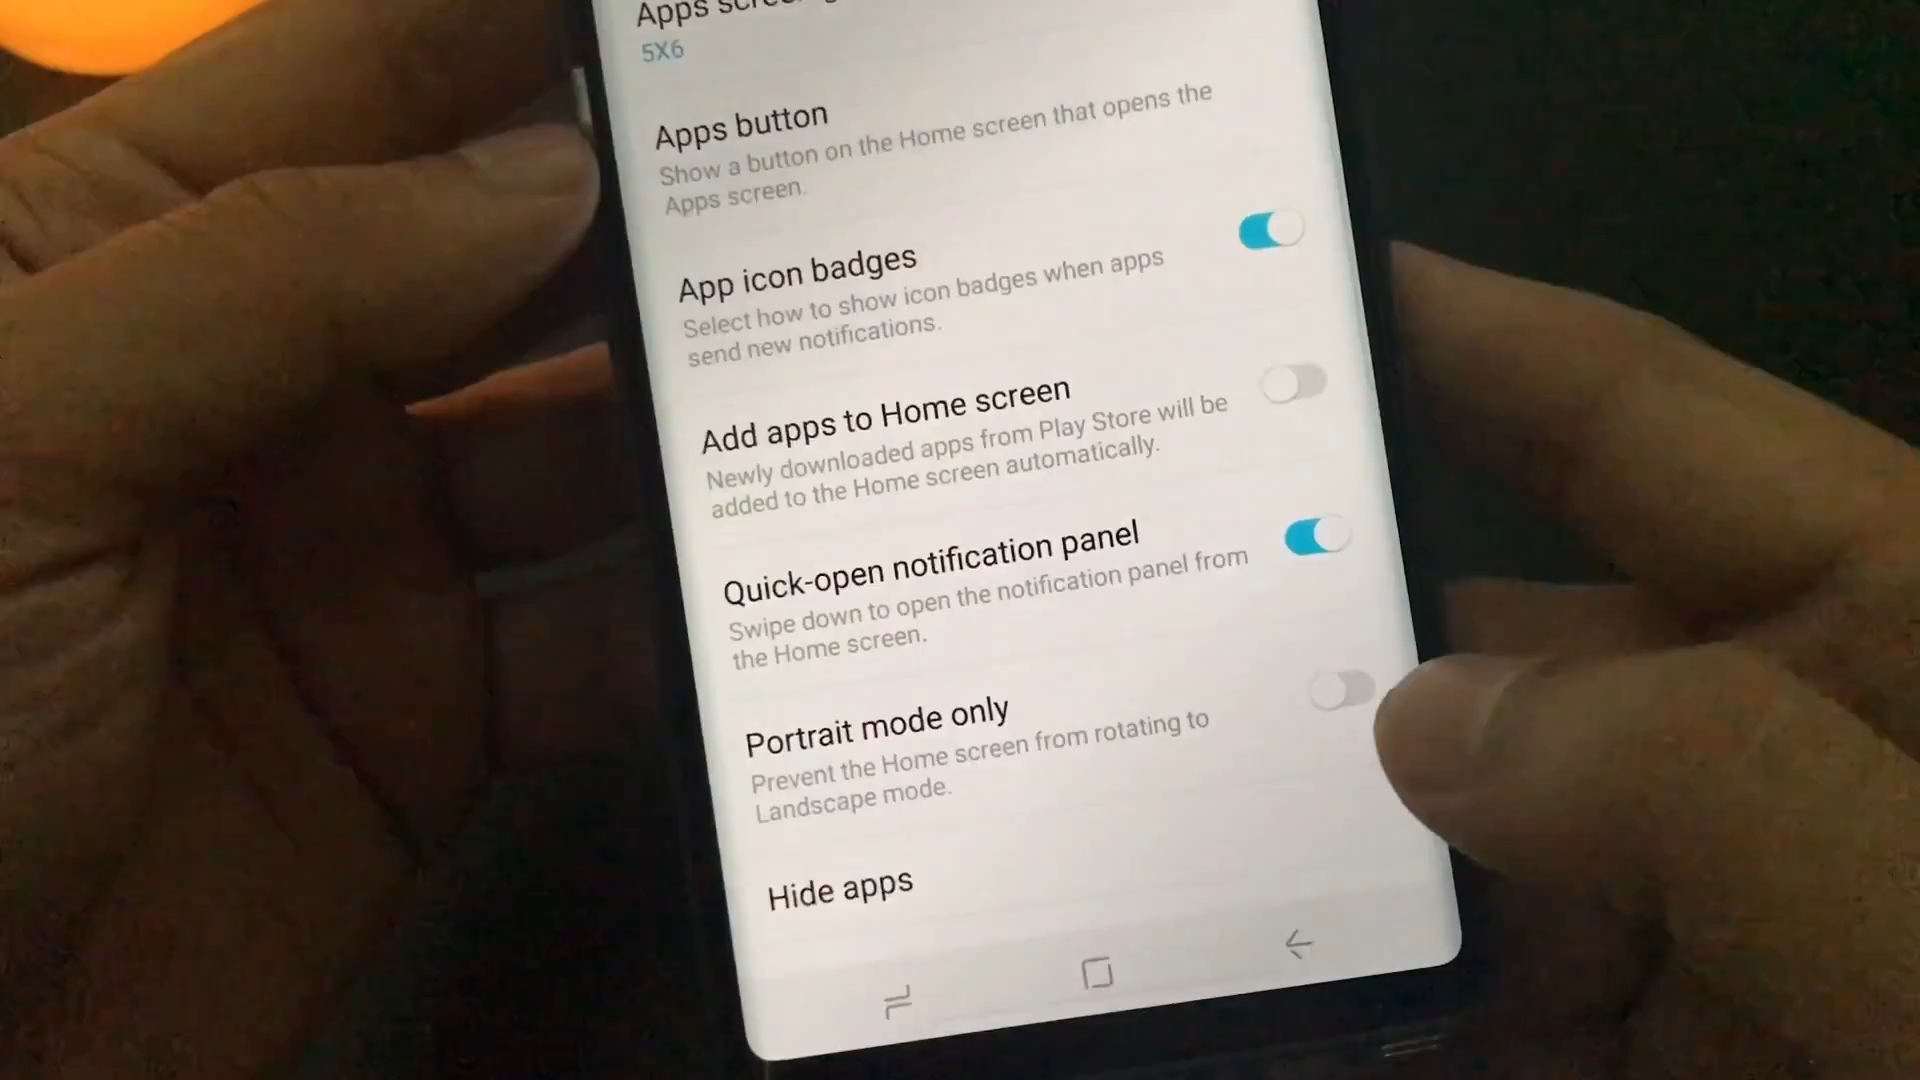 Apps
5X6
Apps button
Show a button on the Home screen that opens the
Apps screen.
App icon badges
Select how to show icon badges when apps
send new notifications.
Add apps to Home screen
Newly downloaded apps from Play Store will be
added to the Home screen automatically.
Quick-open notification panel
Swipe down to open the notification panel from
the Home screen.
Portrait mode only
Prevent the Home screen from rotating to
Landscape mode.
Hide apps